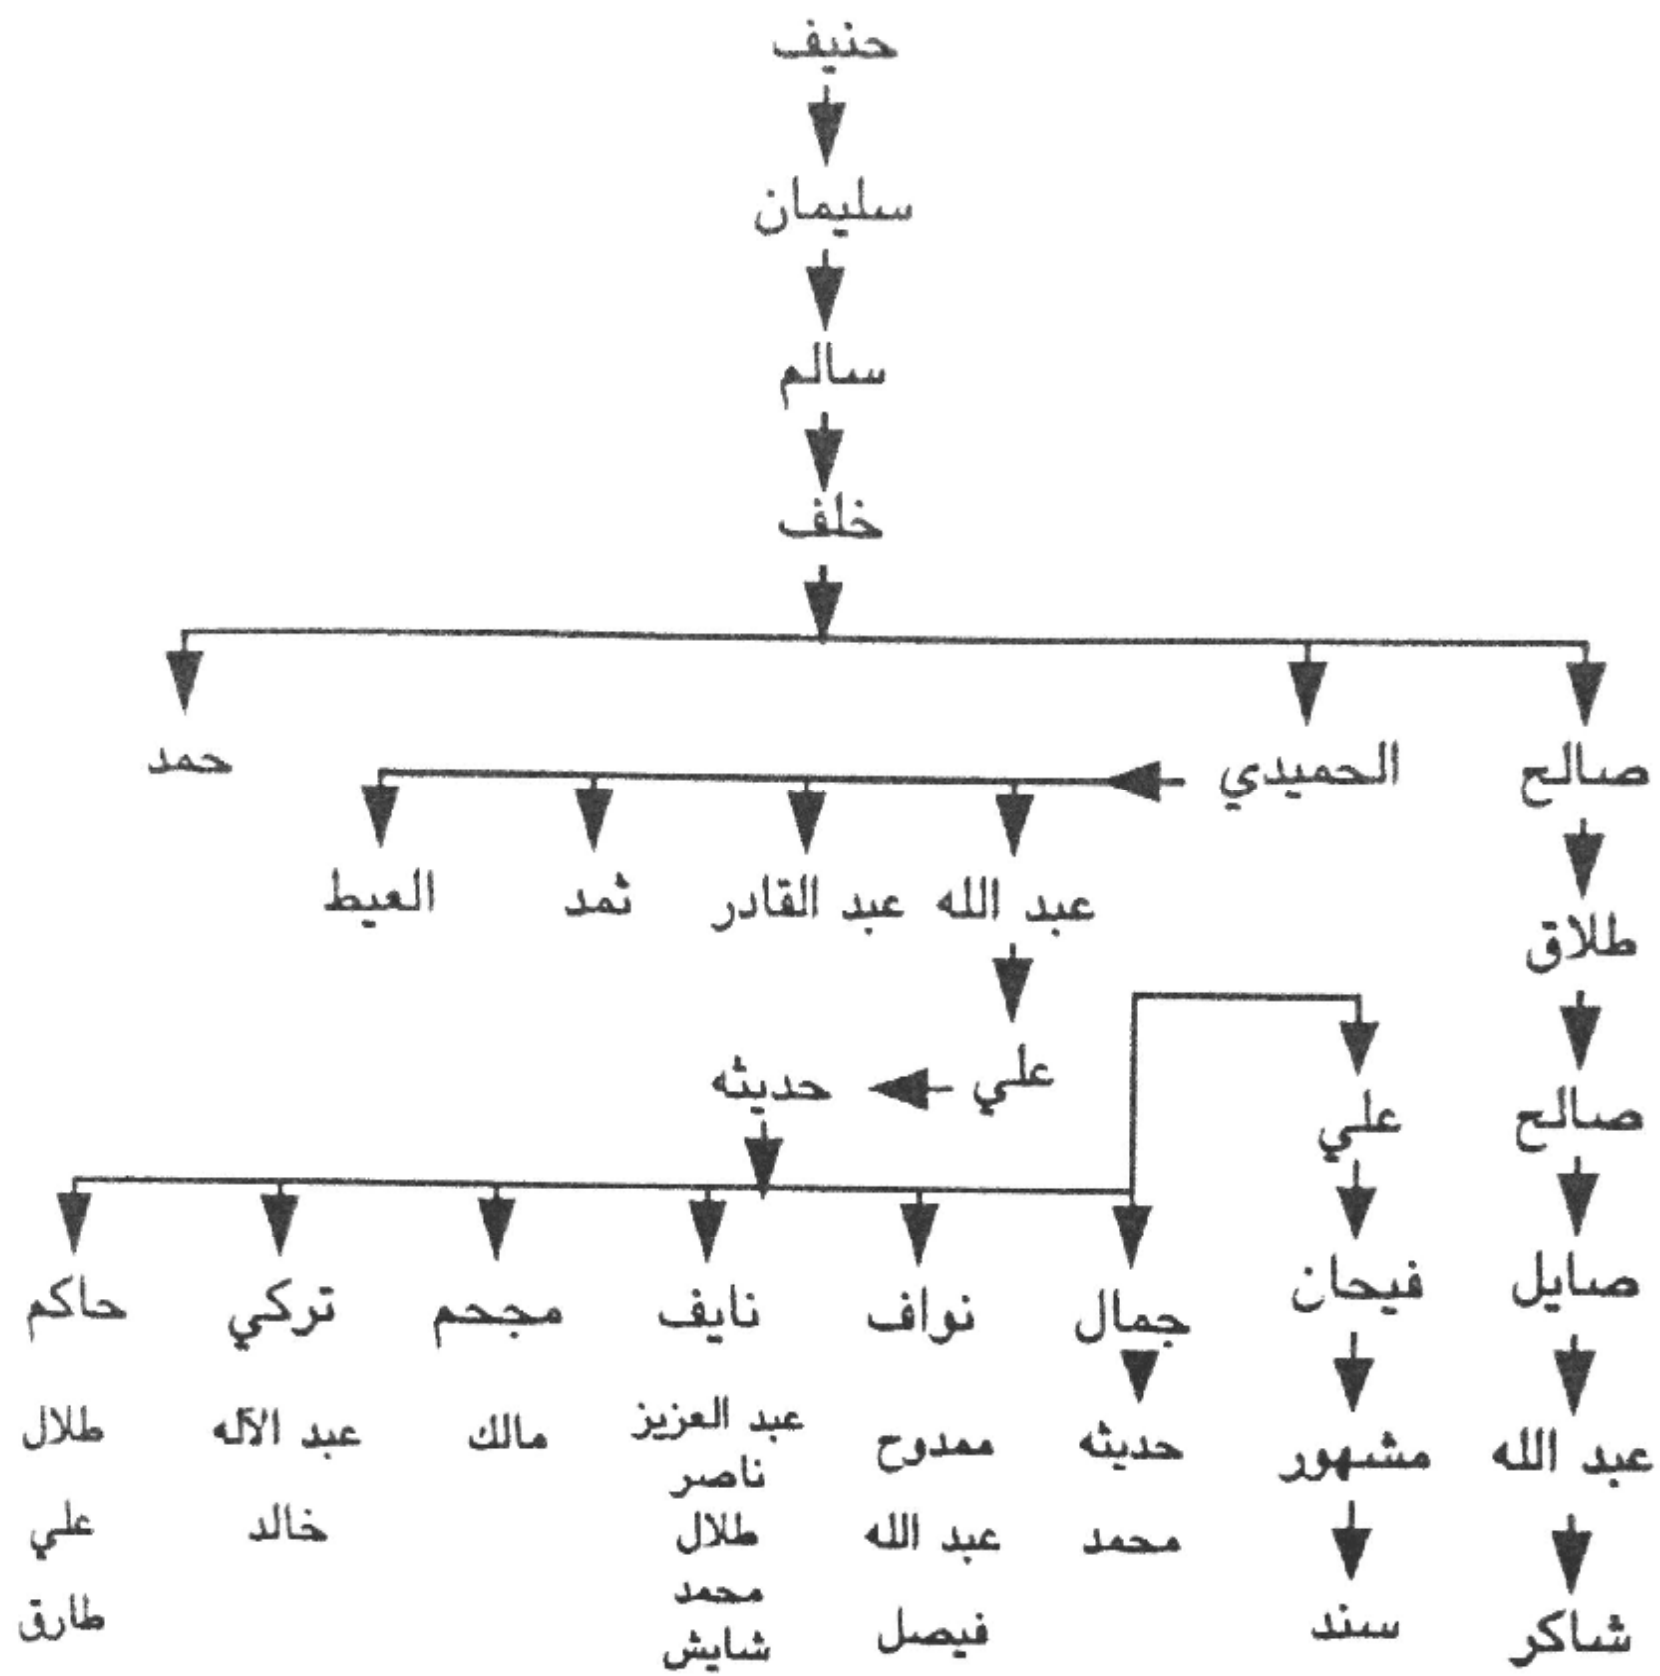 حنيف
سليمان
سالم
خلف
صالح الحميدي حمد
عبد الله عبد القادر ثمد العيط
طلاق
علي حديثه
علي صالح
فيحان صايل
جمال نواف نايف مجحم تركي حاكم
مشهور عبد الله
حديثه ممدوح عبد العزيز مالك عبد الآله طلال
ناصر
محمد عبد الله طلال خالد علي
محمد
سند شاكر
فيصل شايش طارق